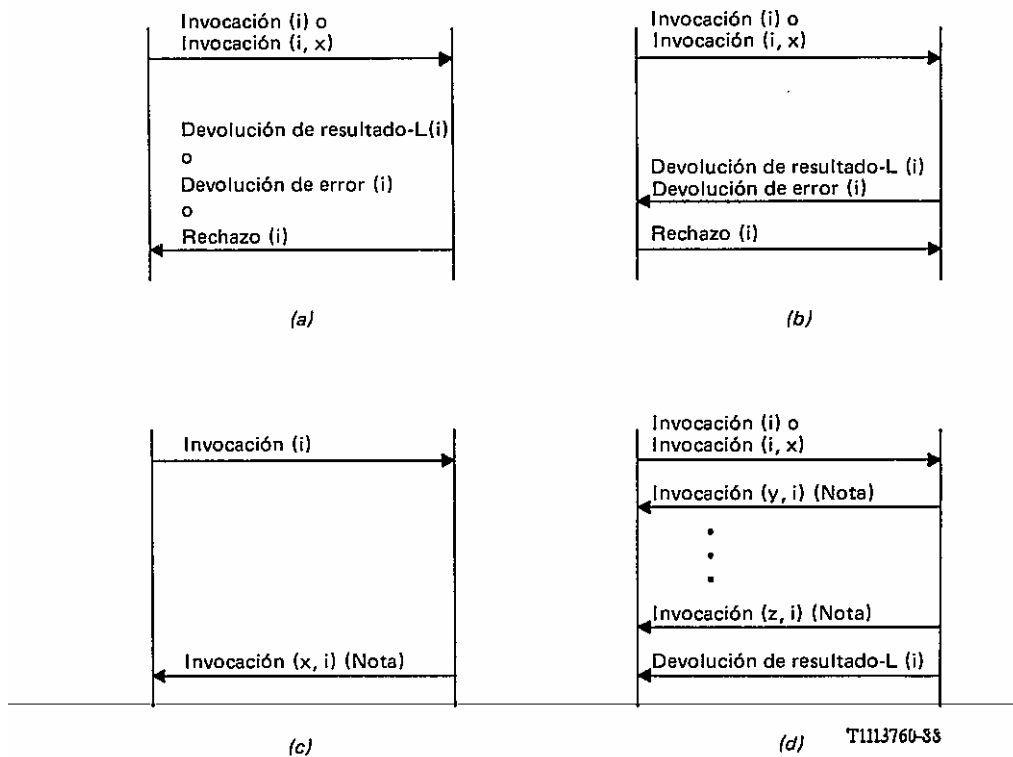 Invocación (i) o
Invocación (i, x)
Devolución de resultado-L(i)
o
Devolución de error (i)
o
Rechazo (i)
(a)
Invocación (i) o
Invocación (i, x)
Devolución de resultado-L (i)
Devolución de error (i)
Rechazo (i)
(b)
Invocación (i)
Invocación (x, i) (Nota)
(c)
Invocación (i) o
Invocación (i, x)
Invocación (y, i) (Nota)
Invocación (z, i) (Nota)
Devolución de resultado-L (i)
(d)
T1113760-88